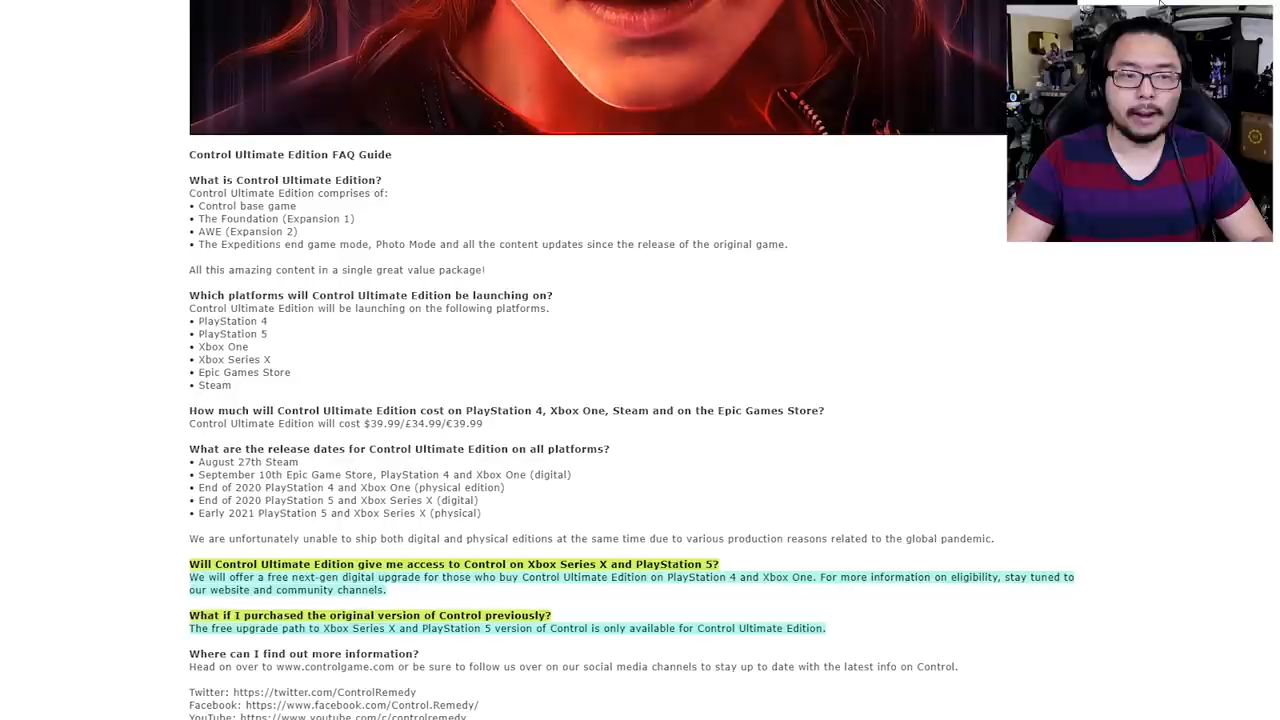 Control Ultimate Edition FAQ Guide
What is Control Ultimate Edition?
Control Ultimate Edition comprises of:
• Control base game
• The Foundation (Expansion 1)
• AWE (Expansion 2)
• The Expeditions end game mode, Photo Mode and all the content updates since the release of the original game.
All this amazing content in a single great value package!
Which platforms will Control Ultimate Edition be launching on?
Control Ultimate Edition will be launching on the following platforms.
• PlayStation 4
• PlayStation 5
• Xbox One
• Xbox Series X
• Epic Games Store
• Steam
How much will Control Ultimate Edition cost on PlayStation 4, Xbox One, Steam and on the Epic Games Store?
Control Ultimate Edition will cost $39.99/£34.99/€39.99
What are the release dates for Control Ultimate Edition on all platforms?
• August 27th Steam
• September 10th Epic Game Store, PlayStation 4 and Xbox One (digital)
• End of 2020 PlayStation 4 and Xbox One (physical edition)
• End of 2020 PlayStation 5 and Xbox Series X (digital)
• Early 2021 PlayStation 5 and Xbox Series X (physical)
We are unfortunately unable to ship both digital and physical editions at the same time due to various production reasons related to the global pandemic.
Will Control Ultimate Edition give me access to Control on Xbox Series X and PlayStation 5?
We will offer a free next-gen digital upgrade for those who buy Control Ultimate Edition on PlayStation 4 and Xbox One. For more information on eligibility, stay tuned to
our website and community channels.
What if I purchased the original version of Control previously?
The free upgrade path to Xbox Series X and PlayStation 5 version of Control is only available for Control Ultimate Edition.
Where can I find out more information?
Head on over to www.controlgame.com or be sure to follow us over on our social media channels to stay up to date with the latest info on Control.
Twitter: https://twitter.com/ControlRemedy
Facebook: https://www.facebook.com/Control.Remedy/
YouTube: https://www.youtube.com/c/controlremedy